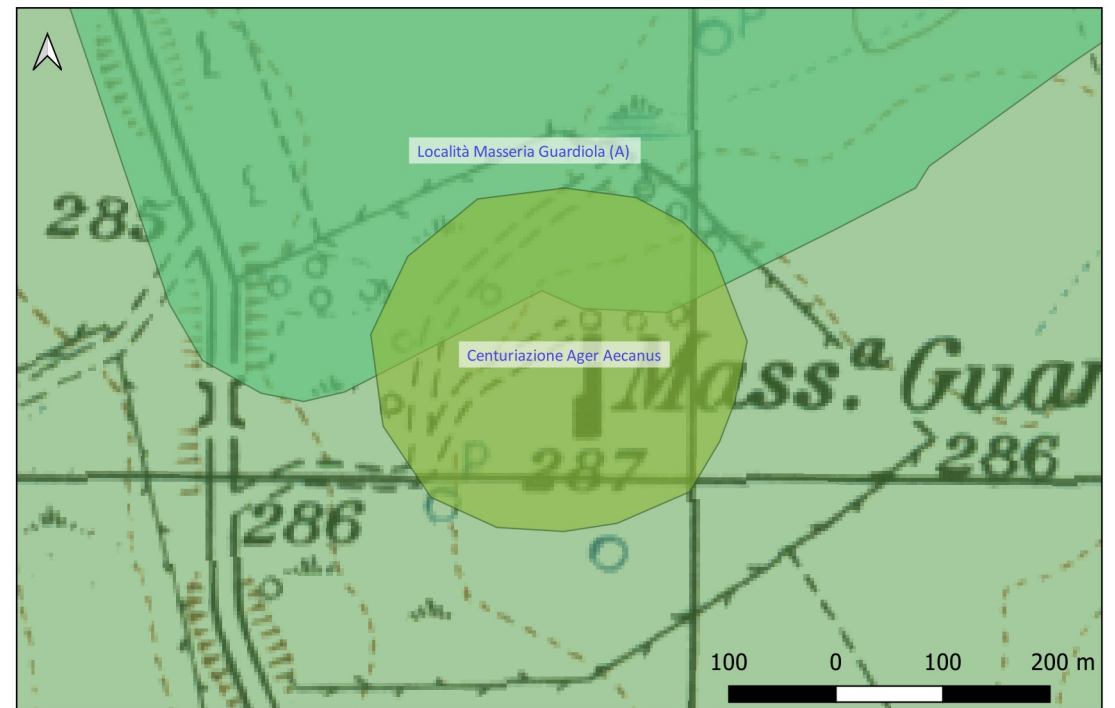 P
Località Masseria Guardiola (A)
285
Centuriazione Ager Aecanus
Mass.ª Guar
P
287
286
286
100 0 100 200 m